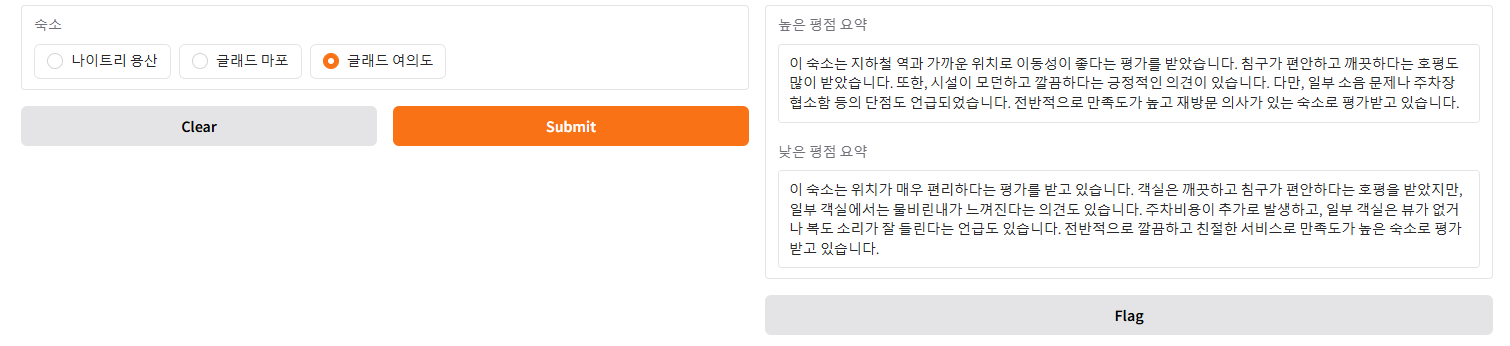 숙소
나이트리 용산
글래드 마포
글래드 여의도
Clear
Submit
높은 평점 요약
이 숙소는 지하철 역과 가까운 위치로 이동성이 좋다는 평가를 받았습니다. 침구가 편안하고 깨끗하다는 호평도
많이 받았습니다. 또한, 시설이 모던하고 깔끔하다는 긍정적인 의견이 있습니다. 다만, 일부 소음 문제나 주차장
협소함 등의 단점도 언급되었습니다. 전반적으로 만족도가 높고 재방문 의사가 있는 숙소로 평가받고 있습니다.
낮은 평점 요약
이 숙소는 위치가 매우 편리하다는 평가를 받고 있습니다. 객실은 깨끗하고 침구가 편안하다는 호평을 받았지만,
일부 객실에서는 물비린내가 느껴진다는 의견도 있습니다. 주차비용이 추가로 발생하고, 일부 객실은 뷰가 없거
나 복도 소리가 잘 들린다는 언급도 있습니다. 전반적으로 깔끔하고 친절한 서비스로 만족도가 높은 숙소로 평가
받고 있습니다.
Flag